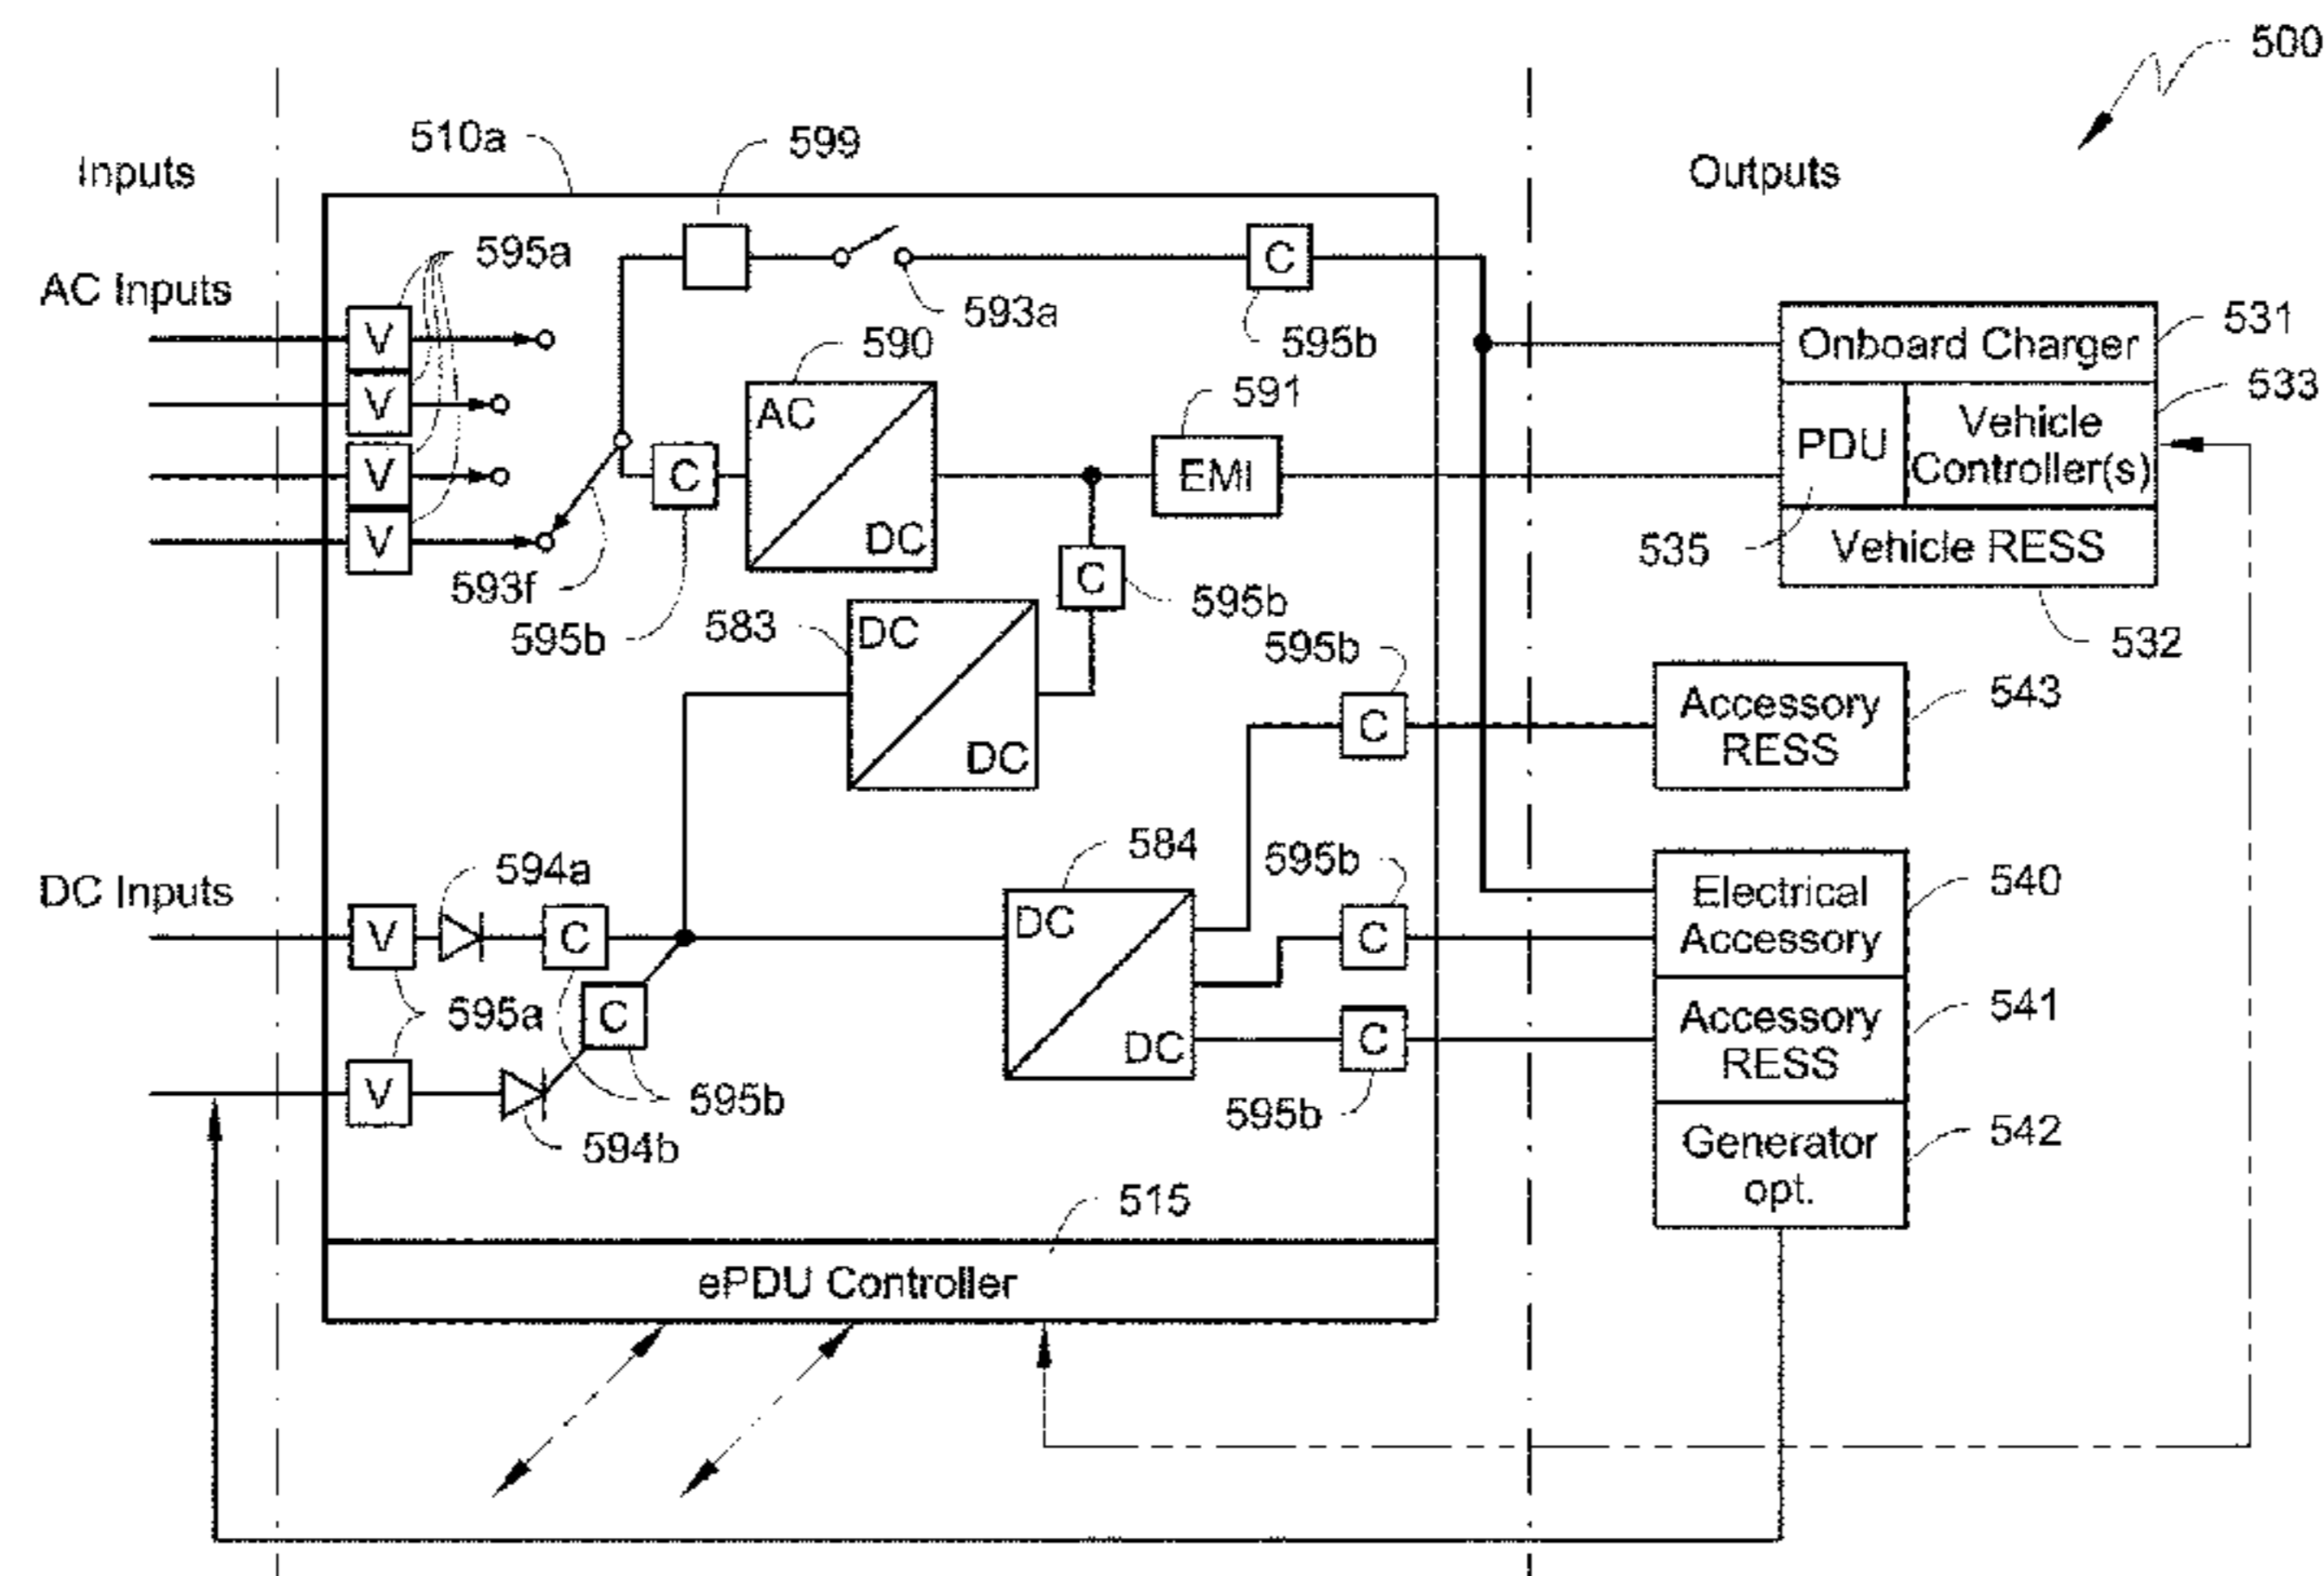 500
510a
599
Inputs
Outputs
595a
AC Inputs
C
593a
595b
531
V
590
Onboard Charger
533
V
591
AC
PDU
Vehicle
Controller(s)
V
C
EMI
V
DC
535
Vehicle RESS
593f
C
595b
595b
583
DC
595b
532
543
C
Accessory
RESS
DC
584
595b
540
594a
DC Inputs
Electrical
Accessory
V
C
DC
C
595a
C
541
Accessory
RESS
C
DC
V
595b
595b
594b
542
Generator
opt.
515
ePDU Controller